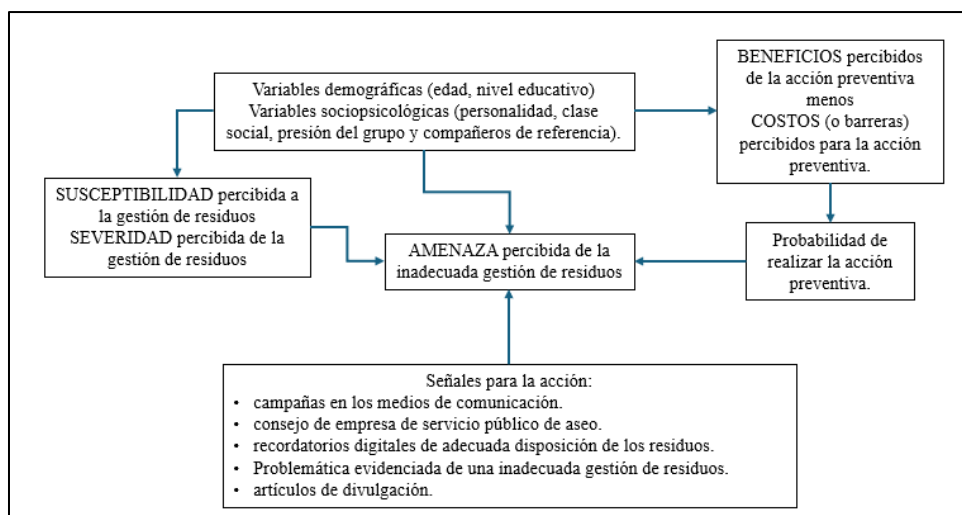 Variables demográficas (edad, nivel educativo)
Variables sociopsicológicas (personalidad, clase
social, presión del grupo y compañeros de referencia).
BENEFICIOS percibidos
de la acción preventiva
menos
COSTOS (o barreras)
percibidos para la acción
preventiva.
SUSCEPTIBILIDAD percibida a
la gestión de residuos
SEVERIDAD percibida de la
gestión de residuos
AMENAZA percibida de la
inadecuada gestión de residuos
Probabilidad de
realizar la acción
preventiva.
Señales para la acción:
• campañas en los medios de comunicación.
• consejo de empresa de servicio público de aseo.
• recordatorios digitales de adecuada disposición de los residuos.
• Problemática evidenciada de una inadecuada gestión de residuos.
• artículos de divulgación.